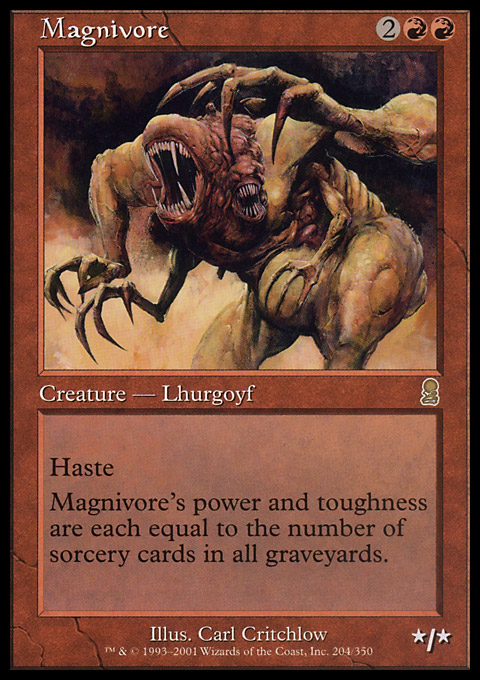 Magnivore 2
Creature — Lhurgoyf
Haste
Magnivore's power and toughness
are each equal to the number of
sorcery cards in all graveyards.
Illus. Carl Critchlow
™ & © 1993–2001 Wizards of the Coast, Inc. 204/350
★/★